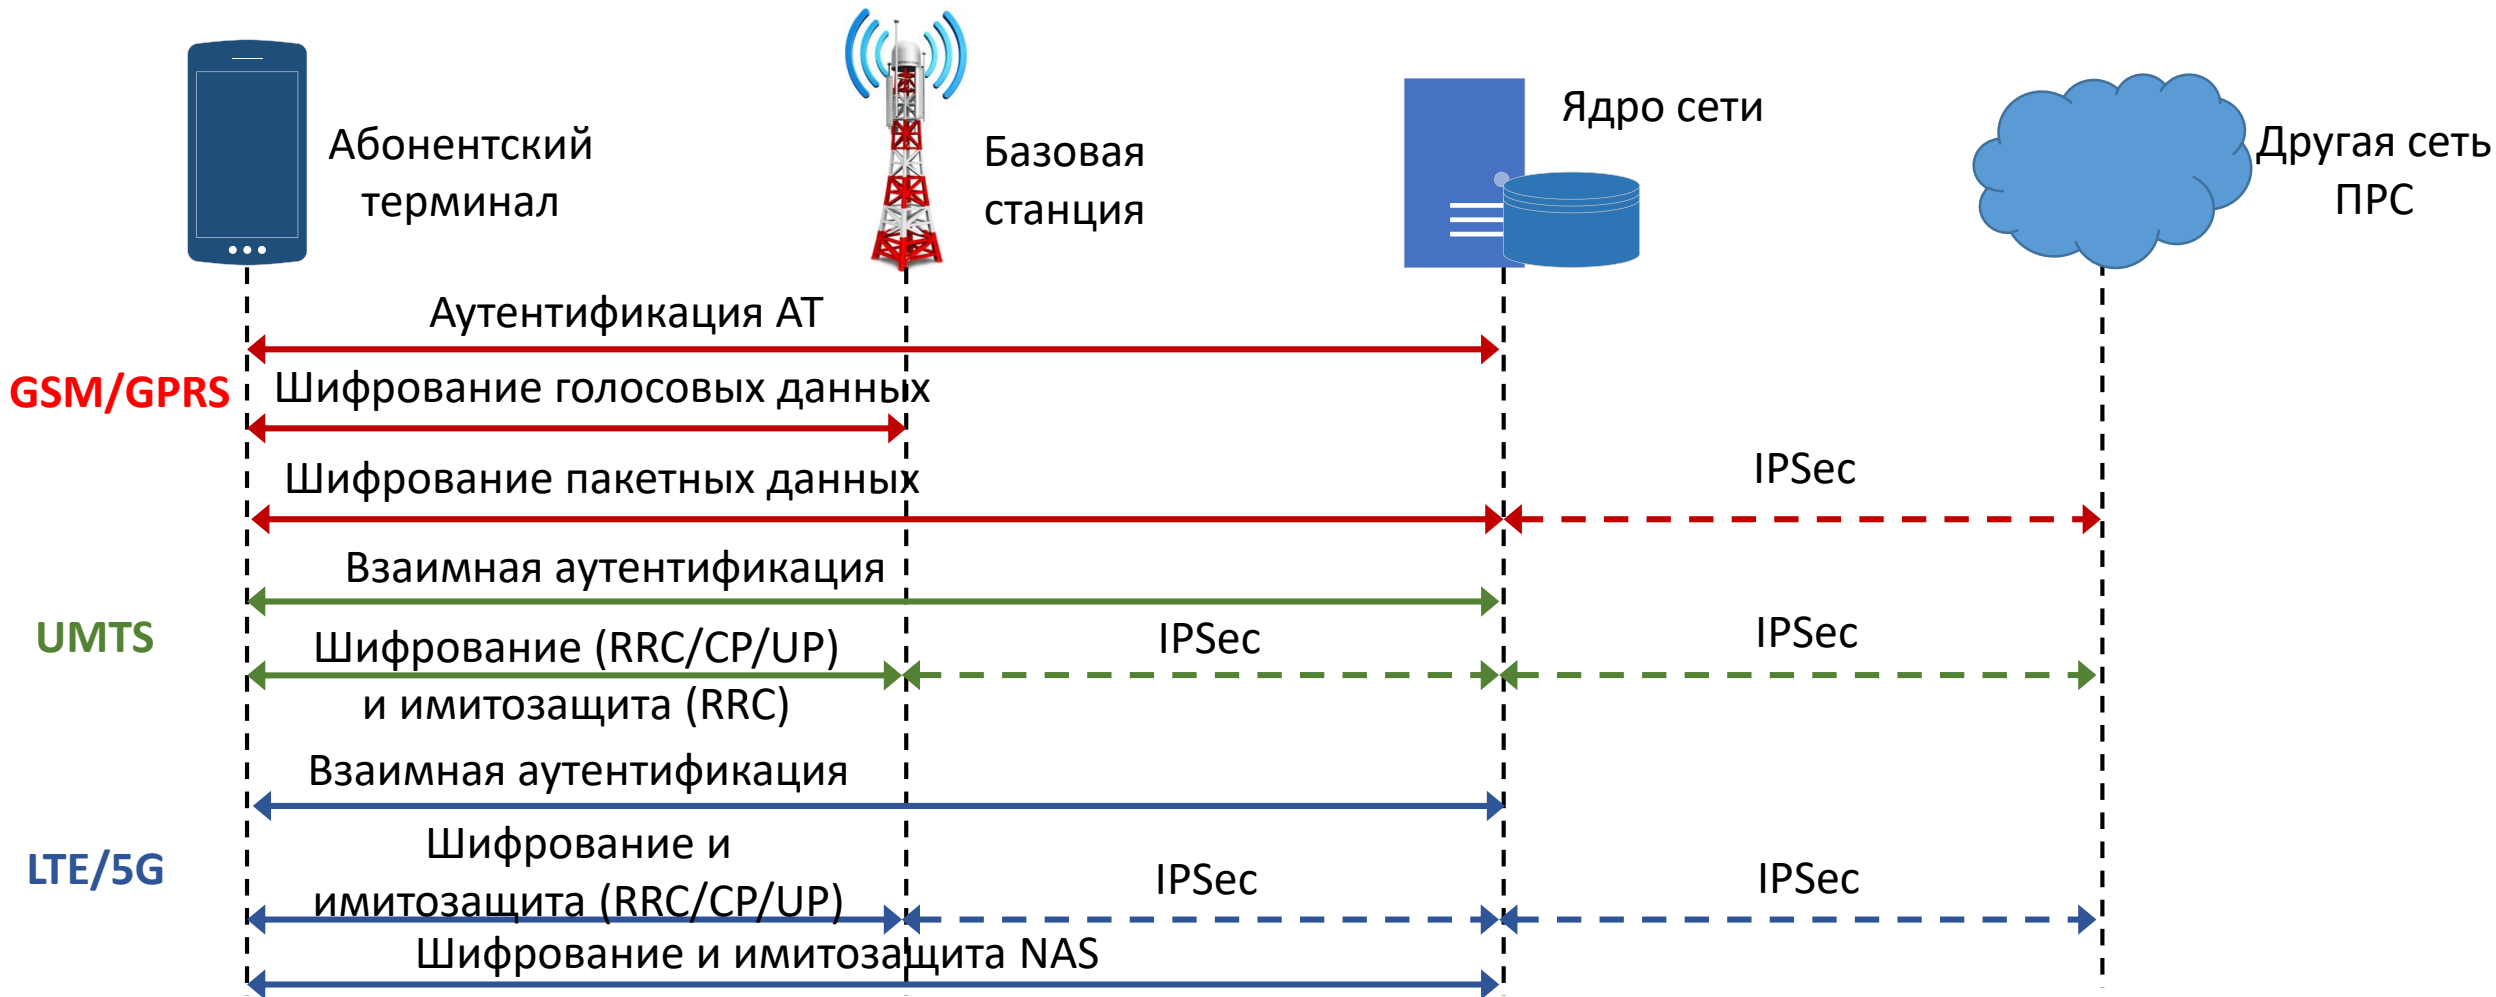 Абонентский
терминал
Базовая
станция
Ядро сети
Другая сеть
ПРС
Аутентификация АТ
GSM/GPRS
Шифрование голосовых данных
Шифрование пакетных данных
IPSec
Взаимная аутентификация
UMTS
Шифрование (RRC/CP/UP)
и имитозащита (RRC)
IPSec
IPSec
Взаимная аутентификация
LTE/5G
Шифрование и
имитозащита (RRC/CP/UP)
IPSec
IPSec
Шифрование и имитозащита NAS